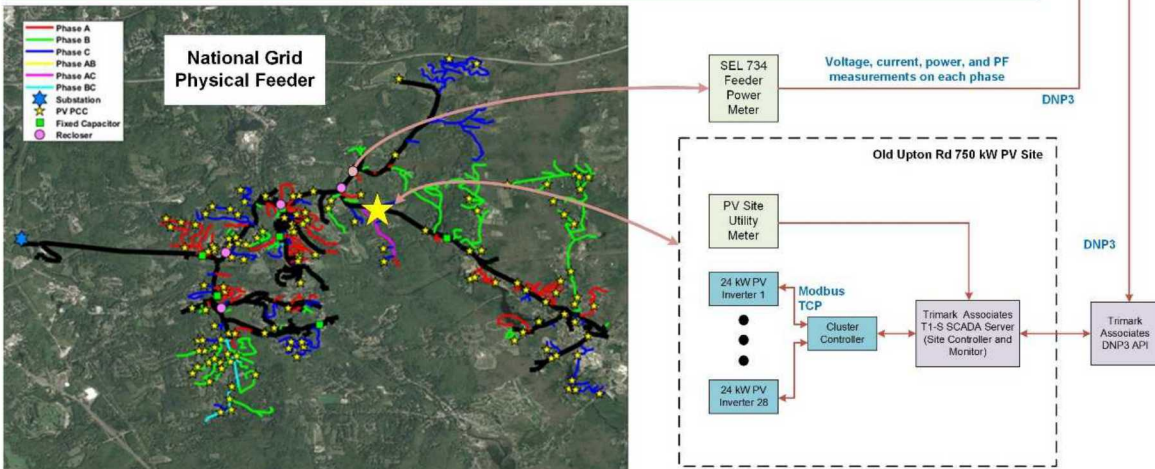 Phase A
Phase B
Phase C
Phase AB
Phase AC
Phase BC
Substation
PV PCC
Fixed Capacitor
Recloser
National Grid
Physical Feeder
SEL 734
Feeder
Power
Meter
Voltage, current, power, and PF
measurements on each phase
DNP3
Old Upton Rd 750 kW PV Site
PV Site
Utility
Meter
DNP3
24 kW PV
Inverter 1
Modbus
TCP
Cluster
Controller
Trimark Associates
T1-S SCADA Server
(Site Controller and
Monitor)
Trimark
Associates
DNP3 API
24 kW PV
Inverter 28